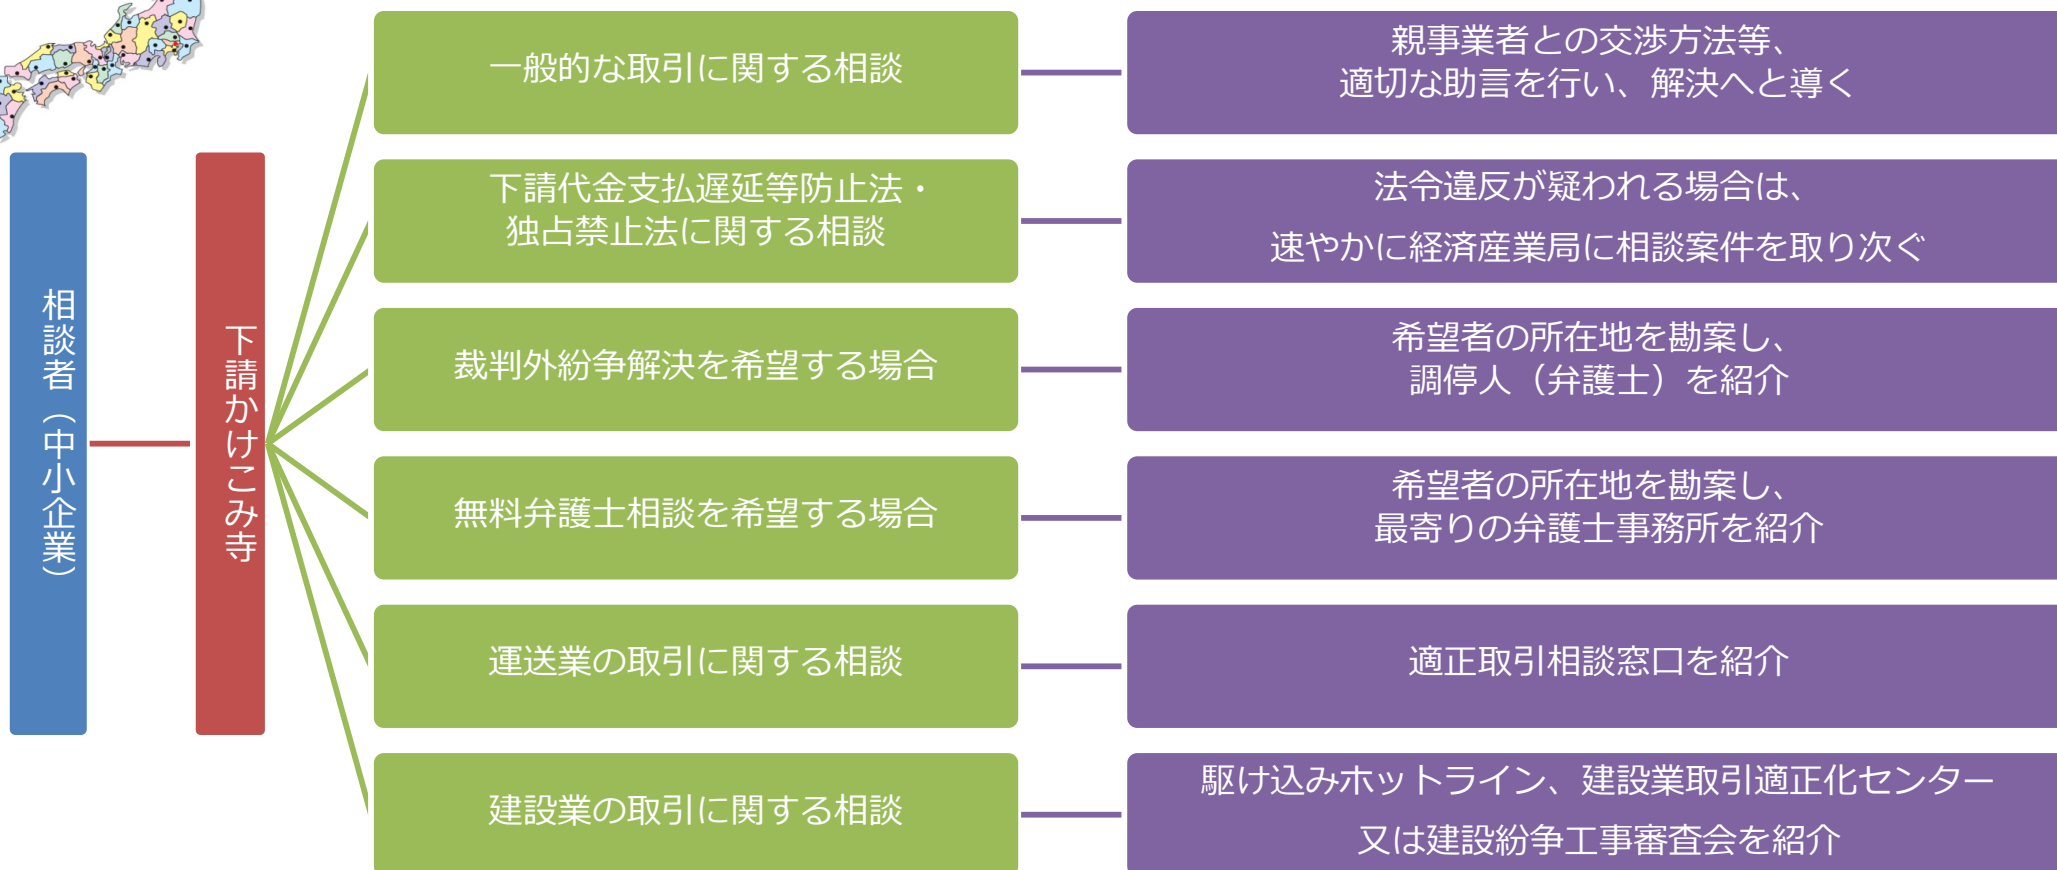 相談者（中小企業）
下請かけこみ寺
一般的な取引に関する相談
親事業者との交渉方法等、
適切な助言を行い、解決へと導く
下請代金支払遅延等防止法・
独占禁止法に関する相談
法令違反が疑われる場合は、
速やかに経済産業局に相談案件を取り次ぐ
裁判外紛争解決を希望する場合
希望者の所在地を勘案し、
調停人（弁護士）を紹介
無料弁護士相談を希望する場合
希望者の所在地を勘案し、
最寄りの弁護士事務所を紹介
運送業の取引に関する相談
適正取引相談窓口を紹介
建設業の取引に関する相談
駆け込みホットライン、建設業取引適正化センター
又は建設紛争工事審査会を紹介